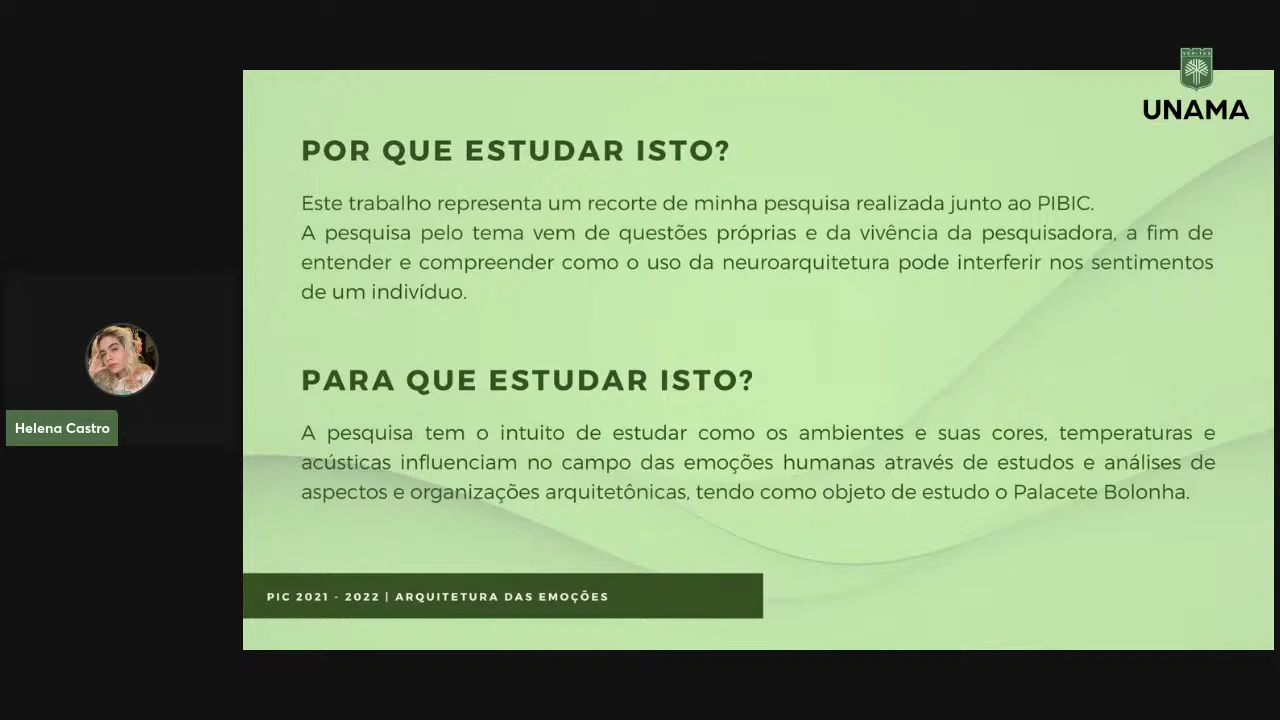 UNAMA
POR QUE ESTUDAR ISTO?
Este trabalho representa um recorte de minha pesquisa realizada junto ao PIBIC.
A pesquisa pelo tema vem de questões próprias e da vivência da pesquisadora, a fim de
entender e compreender como o uso da neuroarquitetura pode interferir nos sentimentos
de um indivíduo.
PARA QUE ESTUDAR ISTO?
A pesquisa tem o intuito de estudar como os ambientes e suas cores, temperaturas e
acústicas influenciam no campo das emoções humanas através de estudos e análises de
aspectos e organizações arquitetônicas, tendo como objeto de estudo o Palacete Bolonha.
Helena Castro
PIC 2021 - 2022 | ARQUITETURA DAS EMOÇÕES